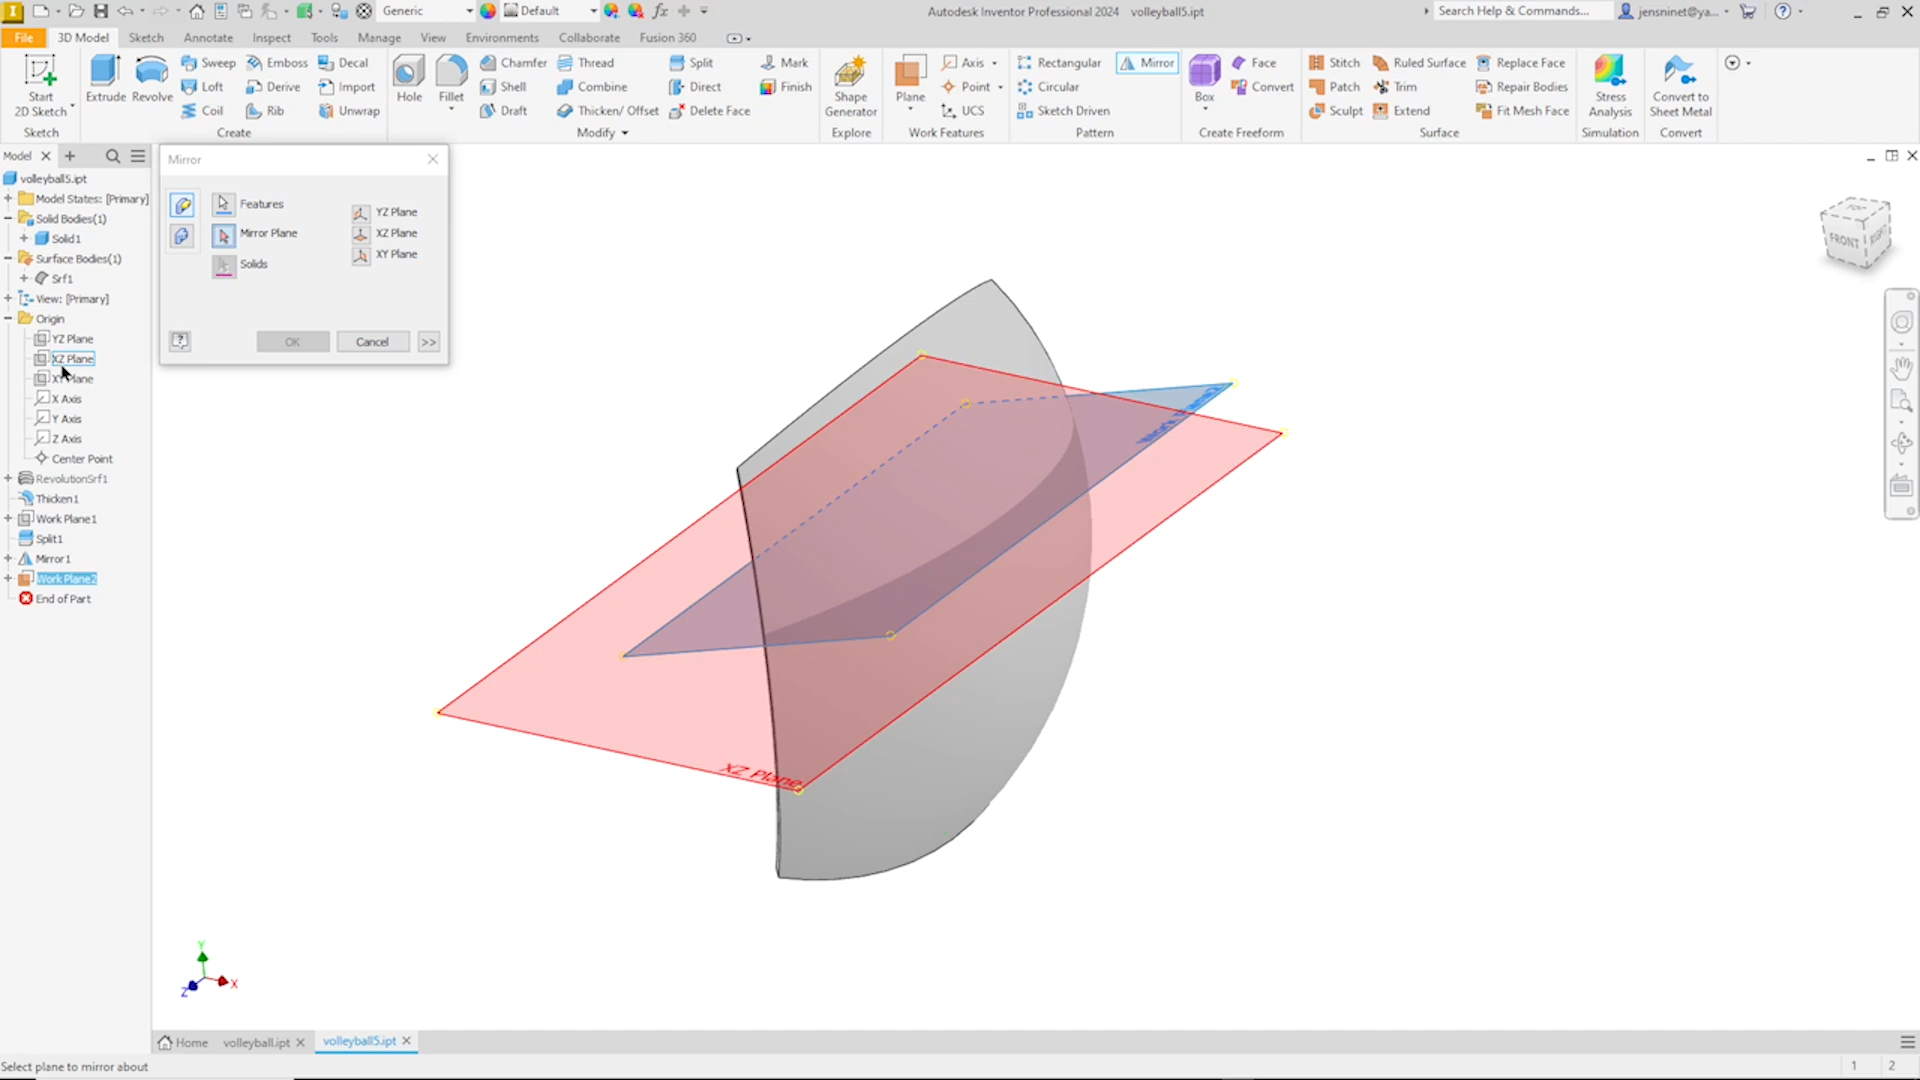 Generic
Default
Autodesk Inventor Professional 2024 volleyball5.ipt
Search Help & Commands...
jensninet@ya...
File 3D Model Sketch Annotate Inspect Tools Manage View Environments Collaborate Fusion 360
Start
2D Sketch
Extrude
Revolve
Sweep
Loft
Coil
Emboss
Derive
Rib
Decal
Import
Unwrap
Hole
Fillet
Chamfer
Shell
Draft
Thread
Combine
Thicken/ Offset
Split
Direct
Delete Face
Mark
Finish
Shape
Generator
Plane
Axis
Point
UCS
Rectangular
Circular
Sketch Driven
Mirror
Box
Face
Convert
Stitch
Patch
Sculpt
Ruled Surface
Trim
Extend
Replace Face
Repair Bodies
Fit Mesh Face
Stress
Analysis
Convert to
Sheet Metal
Sketch Create Modify Explore Work Features Pattern Create Freeform Surface Simulation Convert
Model
volleyball5.ipt
Model States: [Primary]
Solid Bodies(1)
Solid1
Surface Bodies(1)
Srf1
View: [Primary]
Origin
YZ Plane
XZ Plane
XY Plane
X Axis
Y Axis
Z Axis
Center Point
RevolutionSrf1
Thicken1
Work Plane1
Split1
Mirror1
Work Plane2
End of Part
Mirror
Features
Mirror Plane
Solids
YZ Plane
XZ Plane
XY Plane
OK
Cancel
>>
TOP
FRONT
RIGHT
XZ Plane
Y
X
Z
Home volleyball.ipt volleyball5.ipt
Select plane to mirror about
1 2